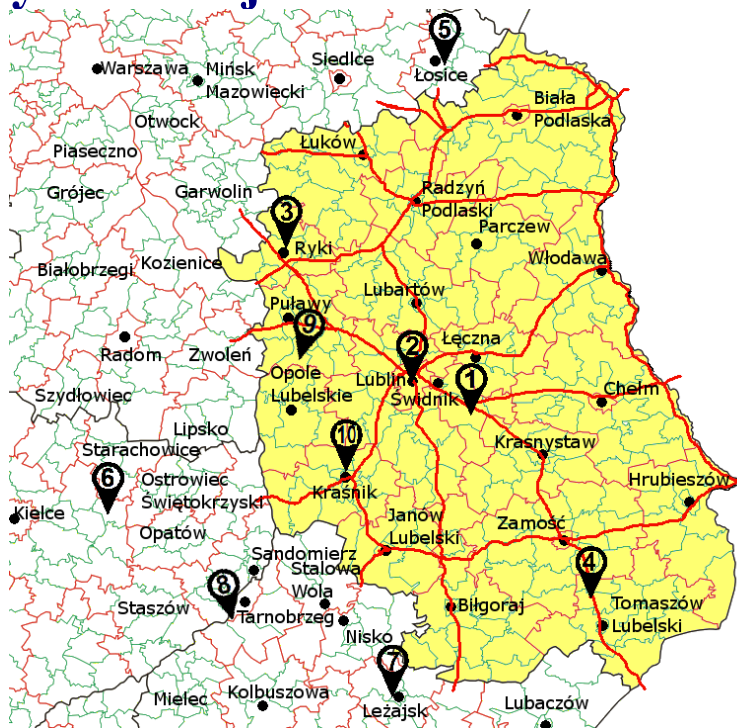 5
Siedlce
Warszawa
Mińsk
Mazowiecki
Łosice
Biała
Podlaska
Otwock
Łuków
Piaseczno
Grójec
Garwolin
Radzyń
Podlaski
3
Ryki
Parczew
Białobrzegi
Kozienice
Włodawa
Lubartów
Puławy
9
Radom
Zwoleń
2
Łęczna
Opole
Lubelskie
Lublin
Świdnik
1
Chełm
Szydłowiec
Lipsko
10
Starachowice
Krasnystaw
6
Ostrowiec
Świętokrzyski
Kraśnik
Hrubieszów
Kielce
Opatów
Janów
Lubelski
Zamość
Sandomierz
Stalowa
Wola
4
8
Staszów
Tarnobrzeg
Biłgoraj
Tomaszów
Lubelski
Nisko
7
Mielec
Kolbuszowa
Leżajsk
Lubaczów